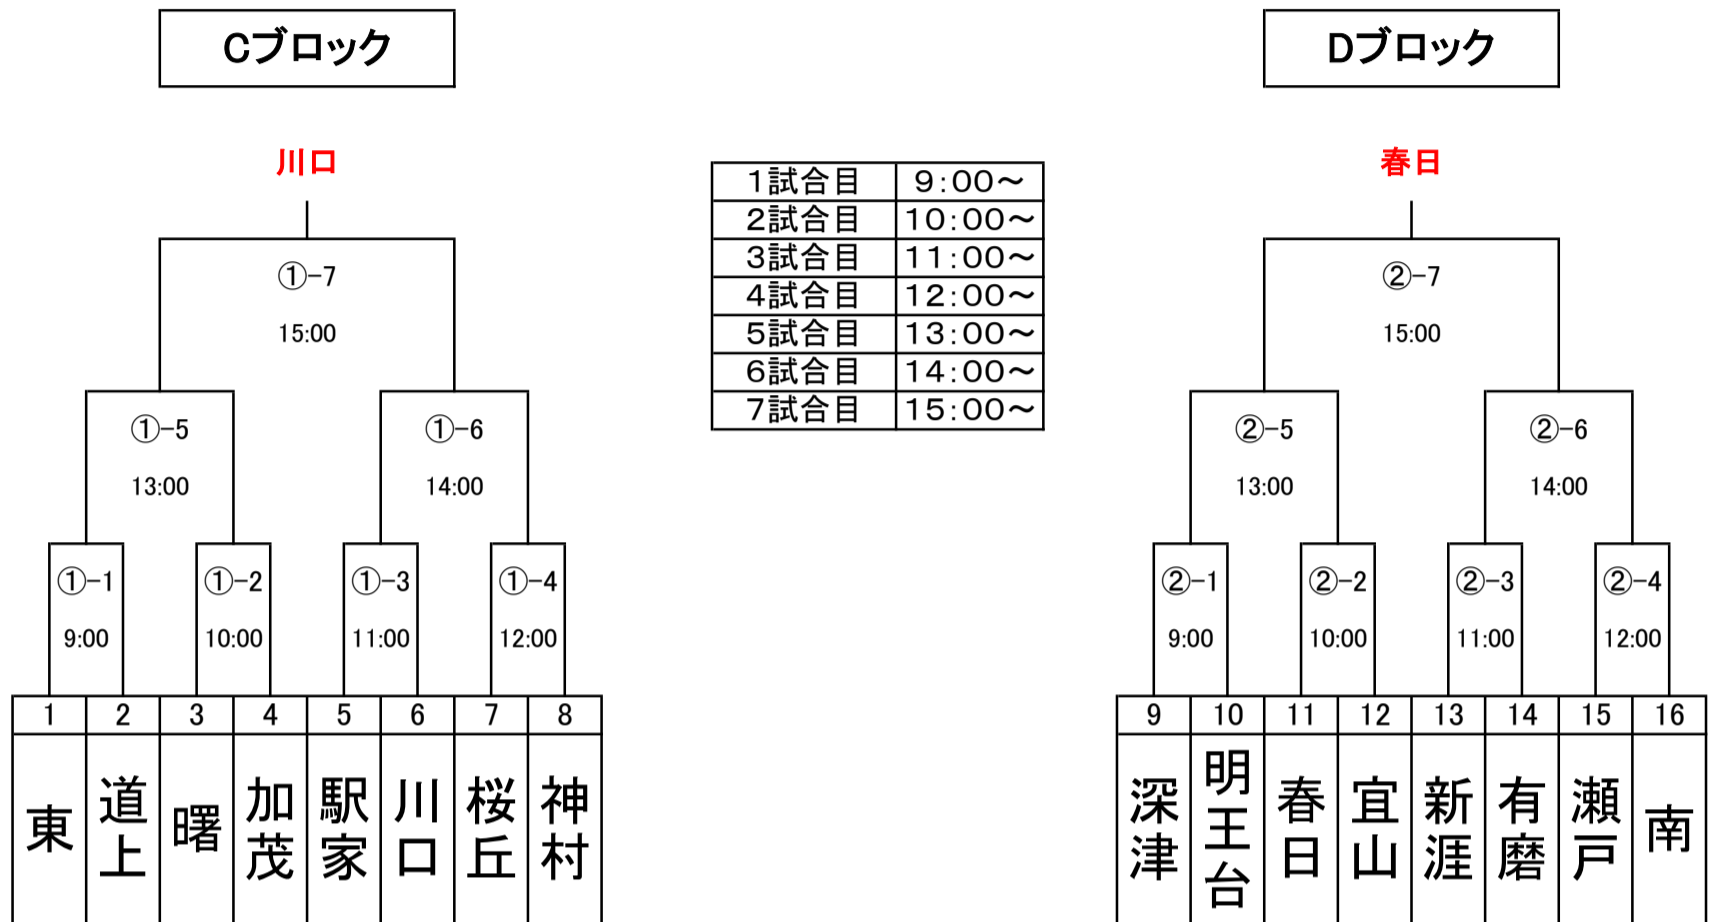 Cブロック
Dブロック
川口
春日
1試合目 9:00～
2試合目 10:00～
3試合目 11:00～
4試合目 12:00～
5試合目 13:00～
6試合目 14:00～
7試合目 15:00～
①-7
15:00
②-7
15:00
①-5
13:00
①-6
14:00
②-5
13:00
②-6
14:00
①-1
9:00
①-2
10:00
①-3
11:00
①-4
12:00
②-1
9:00
②-2
10:00
②-3
11:00
②-4
12:00
1 2 3 4 5 6 7 8
東
道上
曙
加茂
駅家
川口
桜丘
神村
9 10 11 12 13 14 15 16
深津
明王台
春日
宜山
新涯
有磨
瀬戸
南